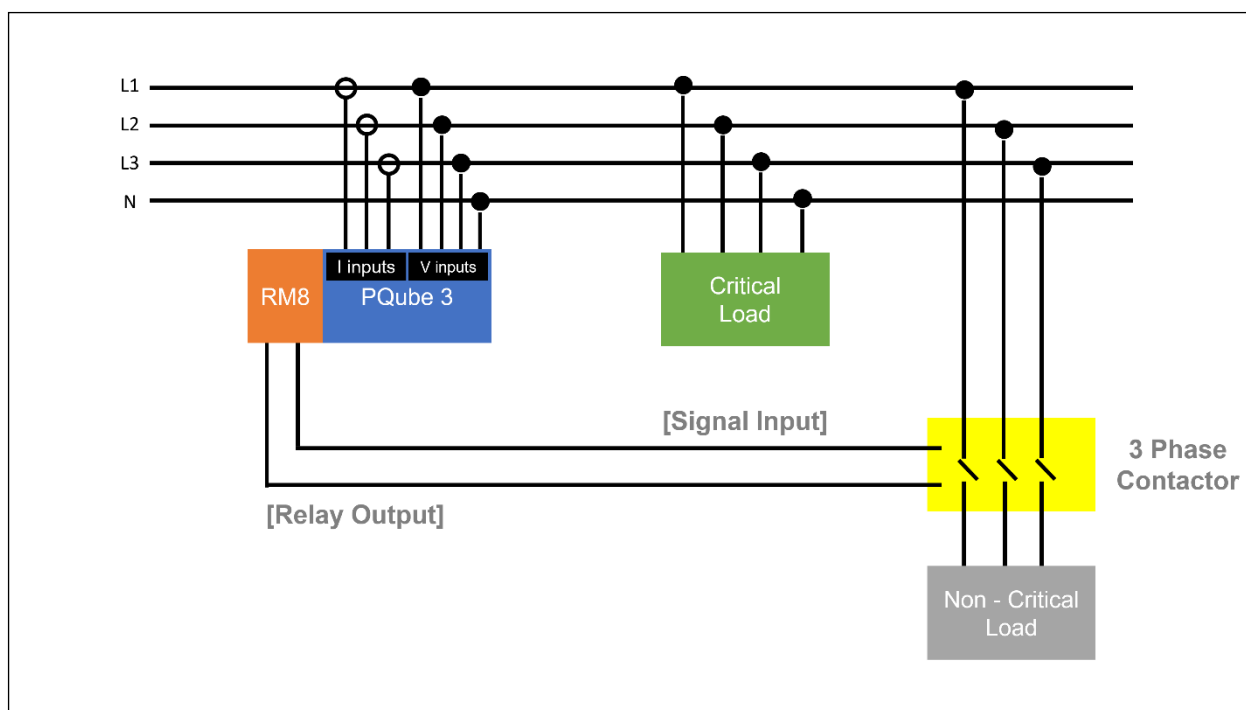 L1
L2
L3
N
I inputs
V inputs
RM8
PQube 3
Critical
Load
[Signal Input]
3 Phase
Contactor
[Relay Output]
Non - Critical
Load